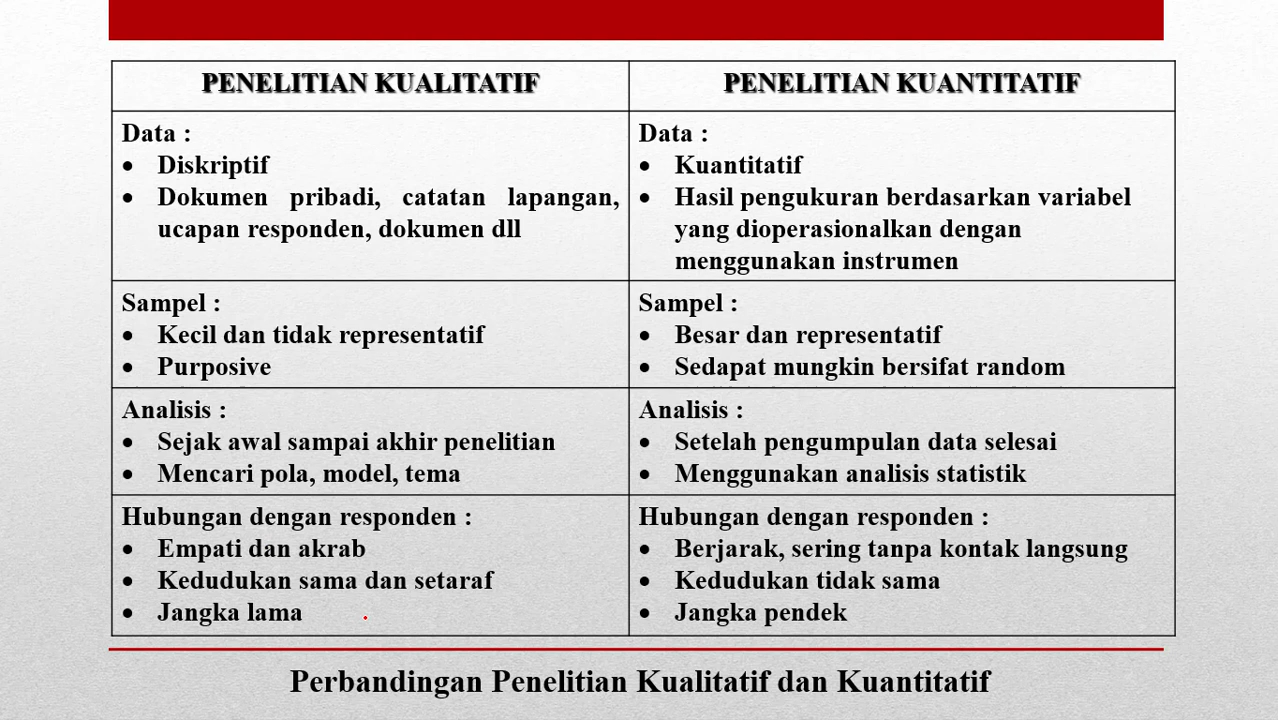 PENELITIAN KUALITATIF
PENELITIAN KUANTITATIF
Data :
• Diskriptif
• Dokumen pribadi, catatan lapangan,
ucapan responden, dokumen dll
Data :
• Kuantitatif
• Hasil pengukuran berdasarkan variabel
yang dioperasionalkan dengan
menggunakan instrumen
Sampel :
• Kecil dan tidak representatif
• Purposive
Sampel :
• Besar dan representatif
• Sedapat mungkin bersifat random
Analisis :
• Sejak awal sampai akhir penelitian
• Mencari pola, model, tema
Analisis :
• Setelah pengumpulan data selesai
• Menggunakan analisis statistik
Hubungan dengan responden :
• Empati dan akrab
• Kedudukan sama dan setaraf
• Jangka lama
Hubungan dengan responden :
• Berjarak, sering tanpa kontak langsung
• Kedudukan tidak sama
• Jangka pendek
Perbandingan Penelitian Kualitatif dan Kuantitatif